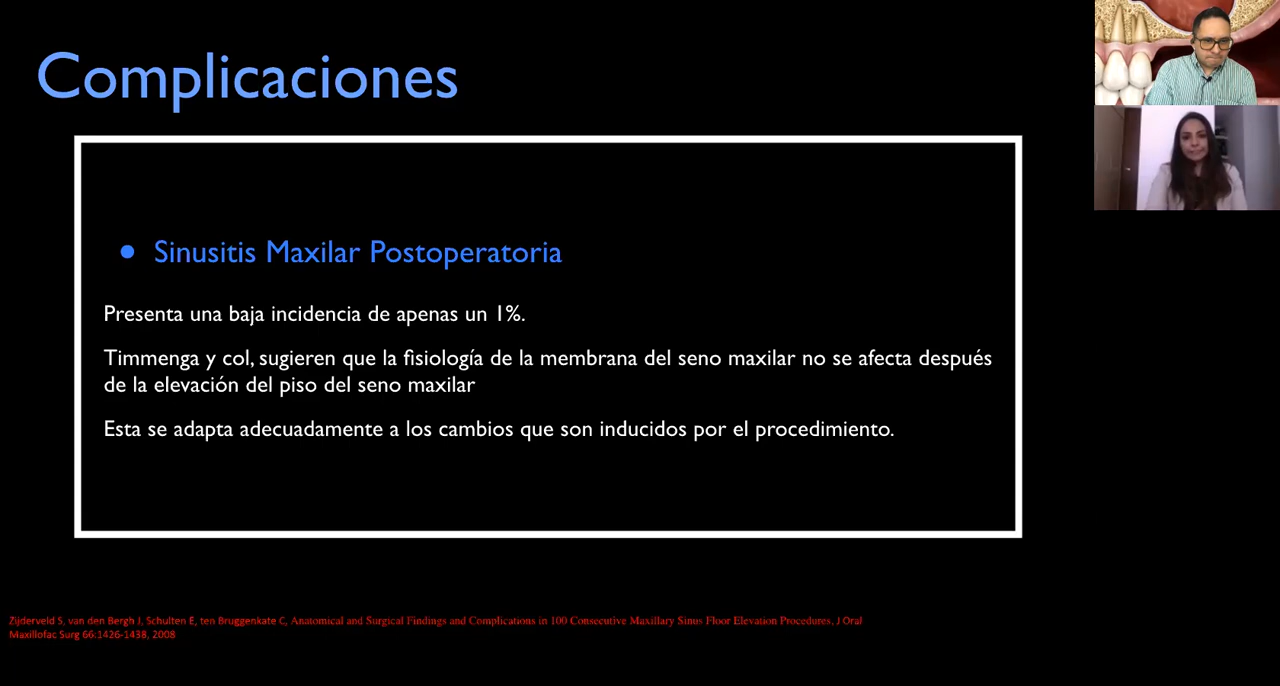 Complicaciones
● Sinusitis Maxilar Postoperatoria
Presenta una baja incidencia de apenas un 1%.
Timmenga y col, sugieren que la fisiología de la membrana del seno maxilar no se afecta después
de la elevación del piso del seno maxilar
Esta se adapta adecuadamente a los cambios que son inducidos por el procedimiento.
Zijderveld S, van den Bergh J, Schulten E, ten Bruggenkate C, Anatomical and Surgical Findings and Complications in 100 Consecutive Maxillary Sinus Floor Elevation Procedures, J Oral
Maxillofac Surg 66:1426-1438, 2008